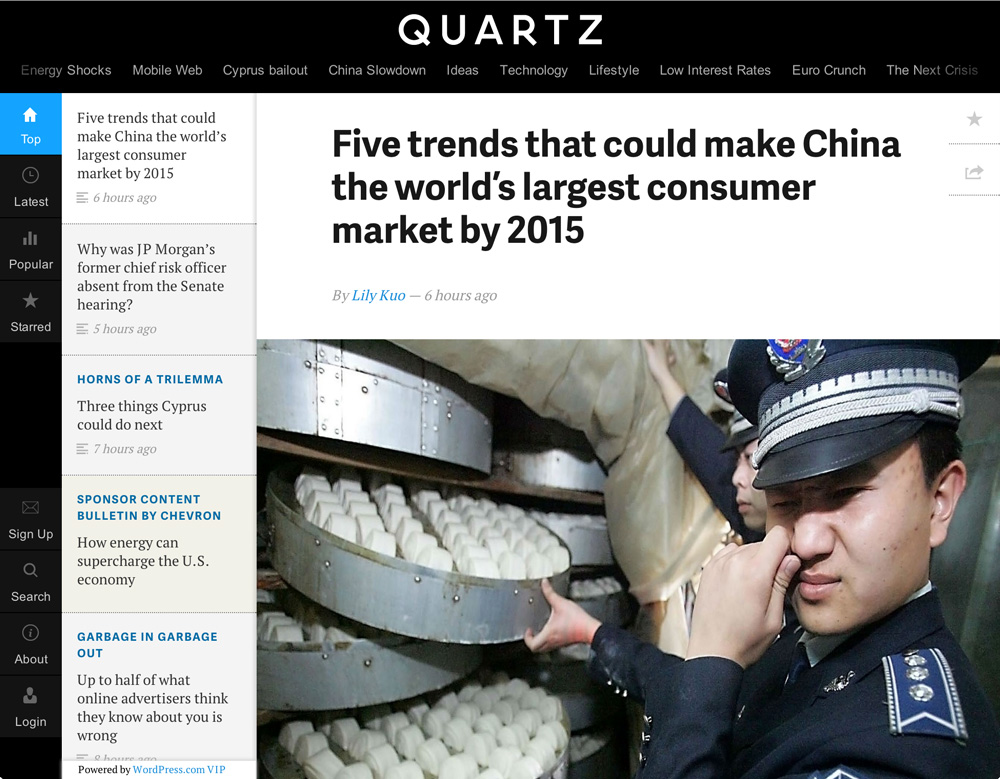 QUARTZ
Energy Shocks Mobile Web Cyprus bailout China Slowdown Ideas Technology Lifestyle Low Interest Rates Euro Crunch The Next Crisis
Top
Latest
Popular
Starred
Sign Up
Search
About
Login
Five trends that could
make China the world’s
largest consumer
market by 2015
6 hours ago
Why was JP Morgan’s
former chief risk officer
absent from the Senate
hearing?
5 hours ago
HORNS OF A TRILEMMA
Three things Cyprus
could do next
7 hours ago
SPONSOR CONTENT
BULLETIN BY CHEVRON
How energy can
supercharge the U.S.
economy
GARBAGE IN GARBAGE
OUT
Up to half of what
online advertisers think
they know about you is
wrong
8 hours ago
Powered by WordPress.com VIP
Five trends that could make China
the world’s largest consumer
market by 2015
By Lily Kuo — 6 hours ago